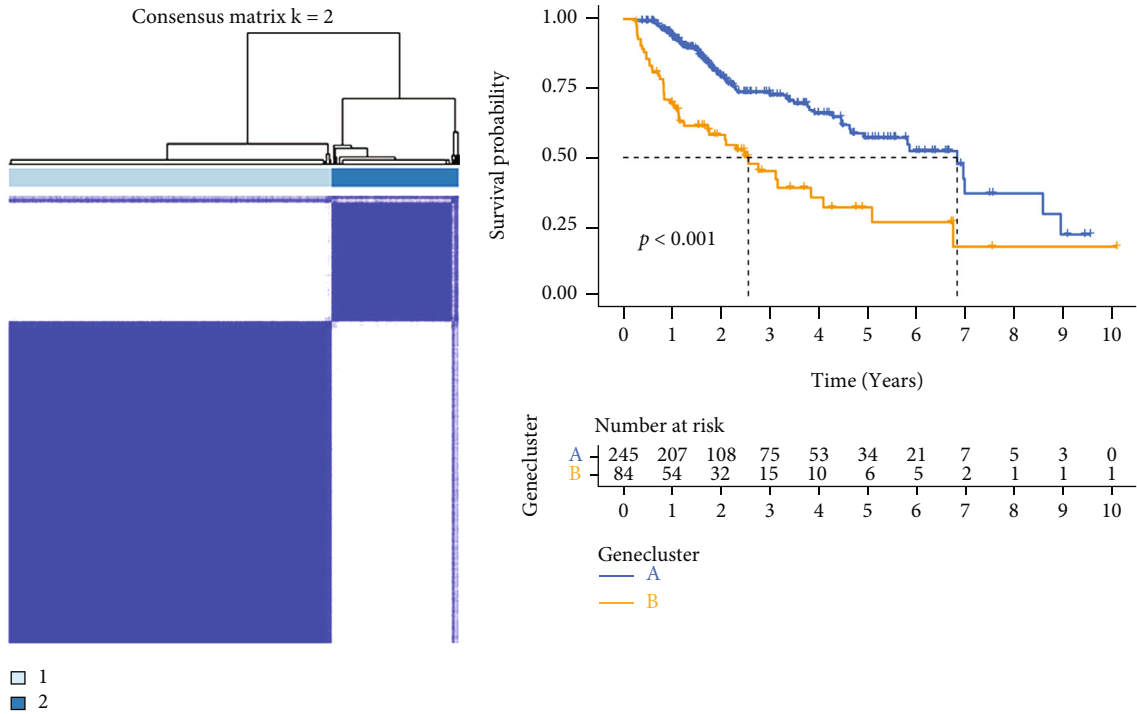 Consensus matrix k = 2
1
2
Survival probability
1.00
0.75
0.50
0.25
0.00
p < 0.001
0 1 2 3 4 5 6 7 8 9 10
Time (Years)
Genecluster
Number at risk
A 245 207 108 75 53 34 21 7 5 3 0
B 84 54 32 15 10 6 5 2 1 1 1
0 1 2 3 4 5 6 7 8 9 10
Genecluster
A
B